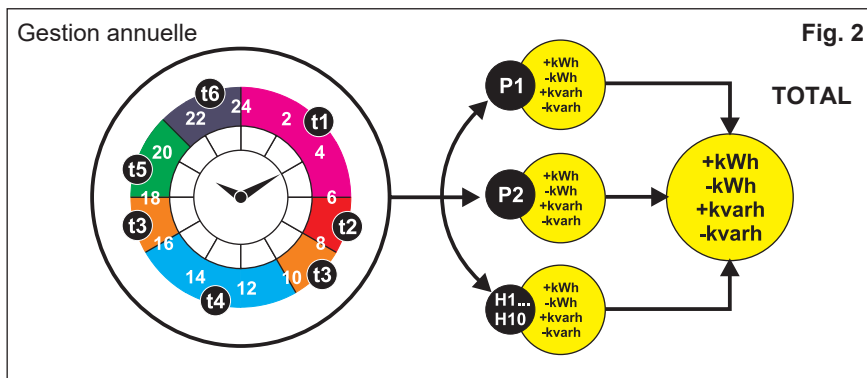 Gestion annuelle
Fig. 2
t6
24
22
2
t1
20
4
t5
18
6
t2
t3
16
8
t3
14
12
10
t4
P1
+kWh
-kWh
+kvarh
-kvarh
P2
+kWh
-kWh
+kvarh
-kvarh
H1...
H10
+kWh
-kWh
+kvarh
-kvarh
TOTAL
+kWh
-kWh
+kvarh
-kvarh